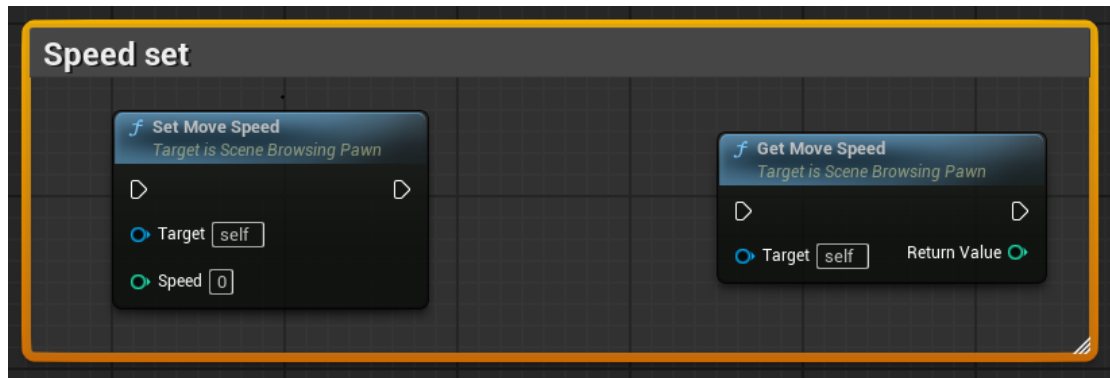 Speed set
Set Move Speed
Target is Scene Browsing Pawn
Target self
Speed 0
Get Move Speed
Target is Scene Browsing Pawn
Target self Return Value